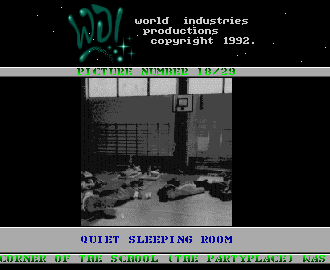 WD!
world industries
productions
copyright 1992.
PICTURE NUMBER 18/29
QUIET SLEEPING ROOM
CORNER OF THE SCHOOL (THE PARTYPLACE) WAS